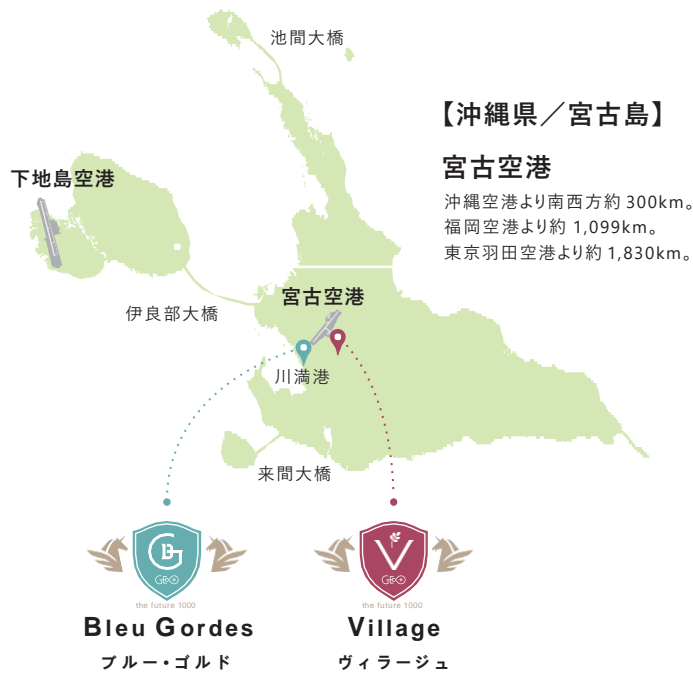 池間大橋
【沖縄県／宮古島】
宮古空港
沖縄空港より南西方約 300km。
福岡空港より約 1,099km。
東京羽田空港より約 1,830km。
下地島空港
伊良部大橋
宮古空港
川満港
来間大橋
GB
GECO
the future 1000
Bleu Gordes
ブルー・ゴルド
V
GECO
the future 1000
Village
ヴィラージュ